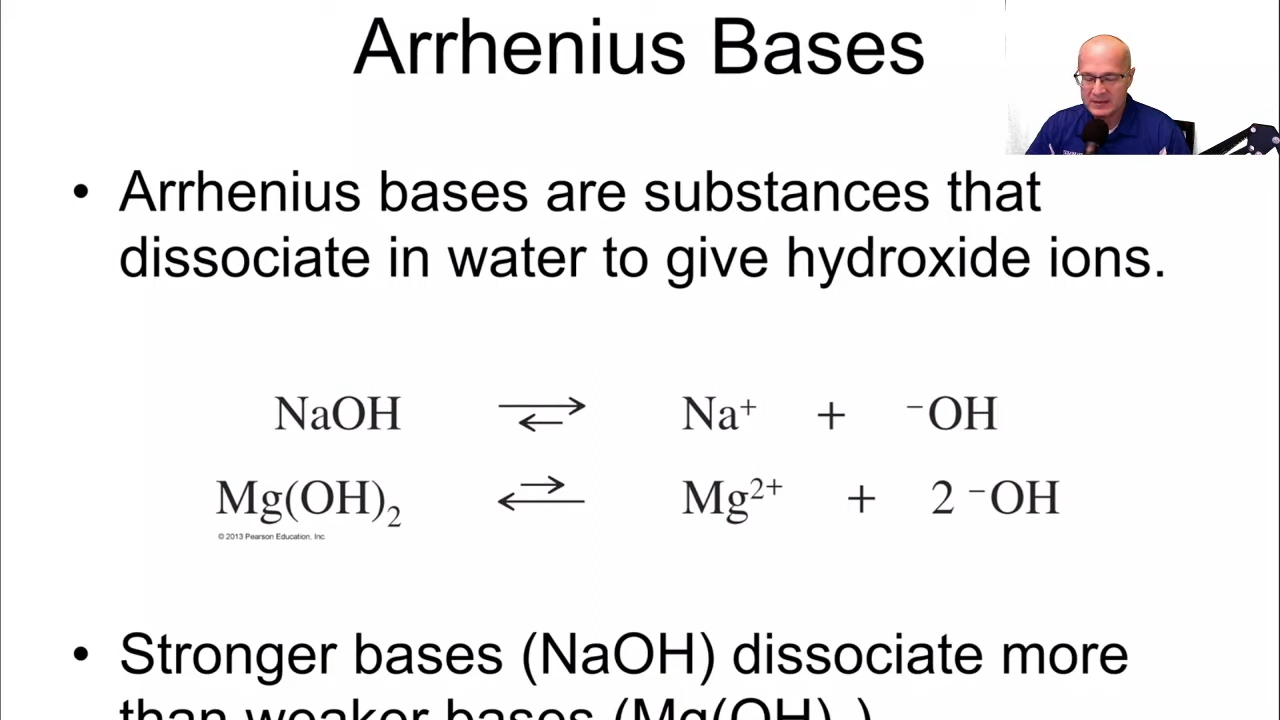 Arrhenius Bases
• Arrhenius bases are substances that
dissociate in water to give hydroxide ions.
NaOH ⇌ Na⁺ + ⁻OH
Mg(OH)₂ ⇌ Mg²⁺ + 2 ⁻OH
© 2013 Pearson Education, Inc.
• Stronger bases (NaOH) dissociate more
than weaker bases (Mg(OH)₂)